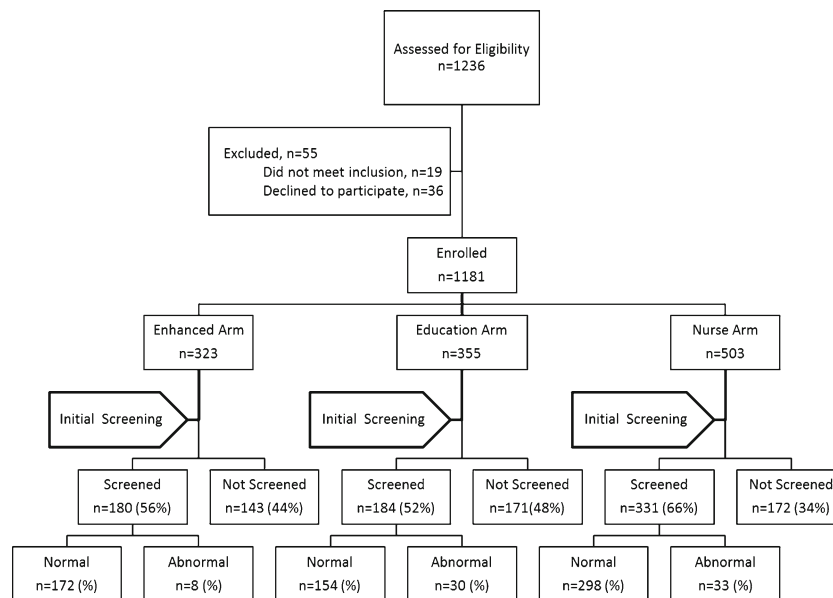 Assessed for Eligibility
n=1236
Excluded, n=55
Did not meet inclusion, n=19
Declined to participate, n=36
Enrolled
n=1181
Enhanced Arm
n=323
Education Arm
n=355
Nurse Arm
n=503
Initial Screening
Initial Screening
Initial Screening
Screened
n=180 (56%)
Not Screened
n=143 (44%)
Screened
n=184 (52%)
Not Screened
n=171(48%)
Screened
n=331 (66%)
Not Screened
n=172 (34%)
Normal
n=172 (%)
Abnormal
n=8 (%)
Normal
n=154 (%)
Abnormal
n=30 (%)
Normal
n=298 (%)
Abnormal
n=33 (%)